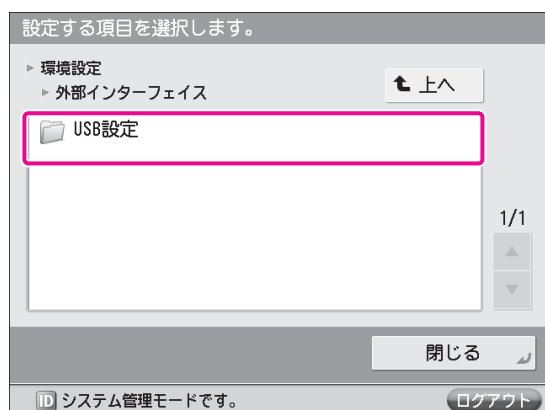 設定する項目を選択します。
環境設定
外部インターフェイス
上へ
USB設定
1/1
閉じる
ID システム管理モードです。
ログアウト